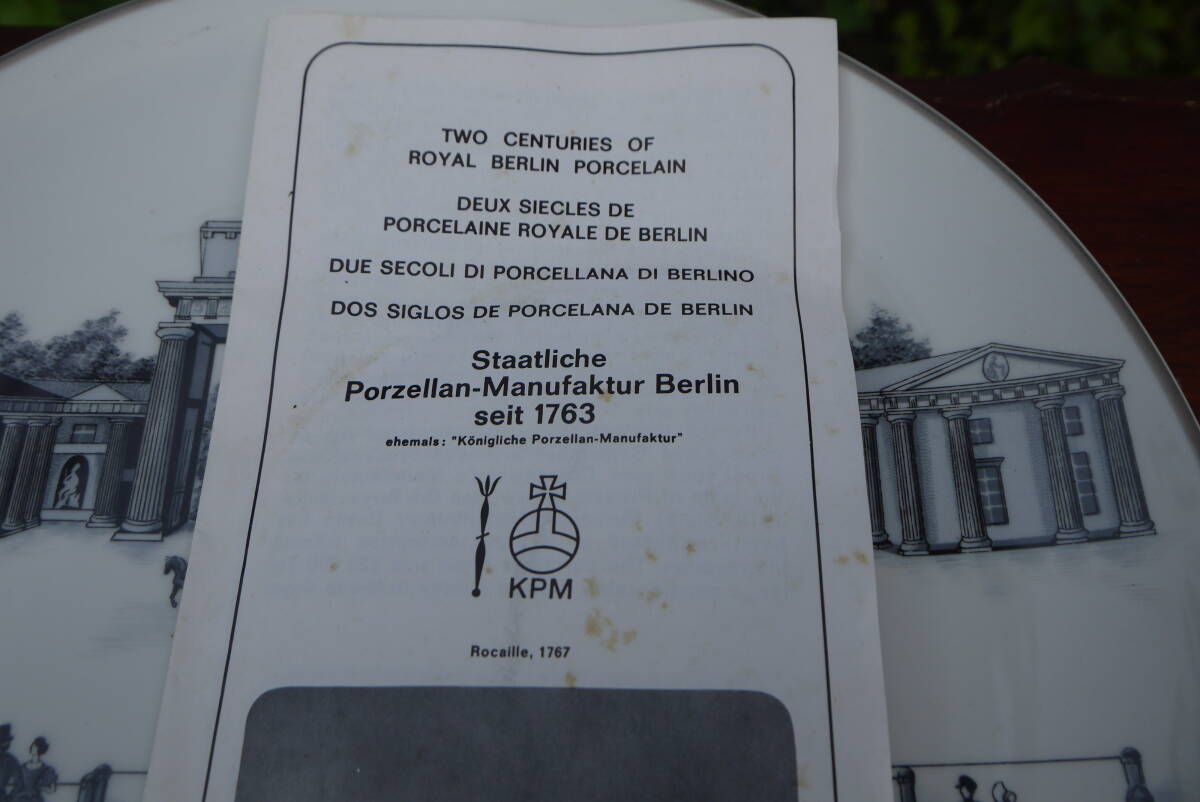 TWO CENTURIES OF
ROYAL BERLIN PORCELAIN
DEUX SIECLES DE
PORCELAINE ROYALE DE BERLIN
DUE SECOLI DI PORCELLANA DI BERLINO
DOS SIGLOS DE PORCELANA DE BERLIN
Staatliche
Porzellan-Manufaktur Berlin
seit 1763
ehemals: "Königliche Porzellan-Manufaktur"
KPM
Rocaille, 1767